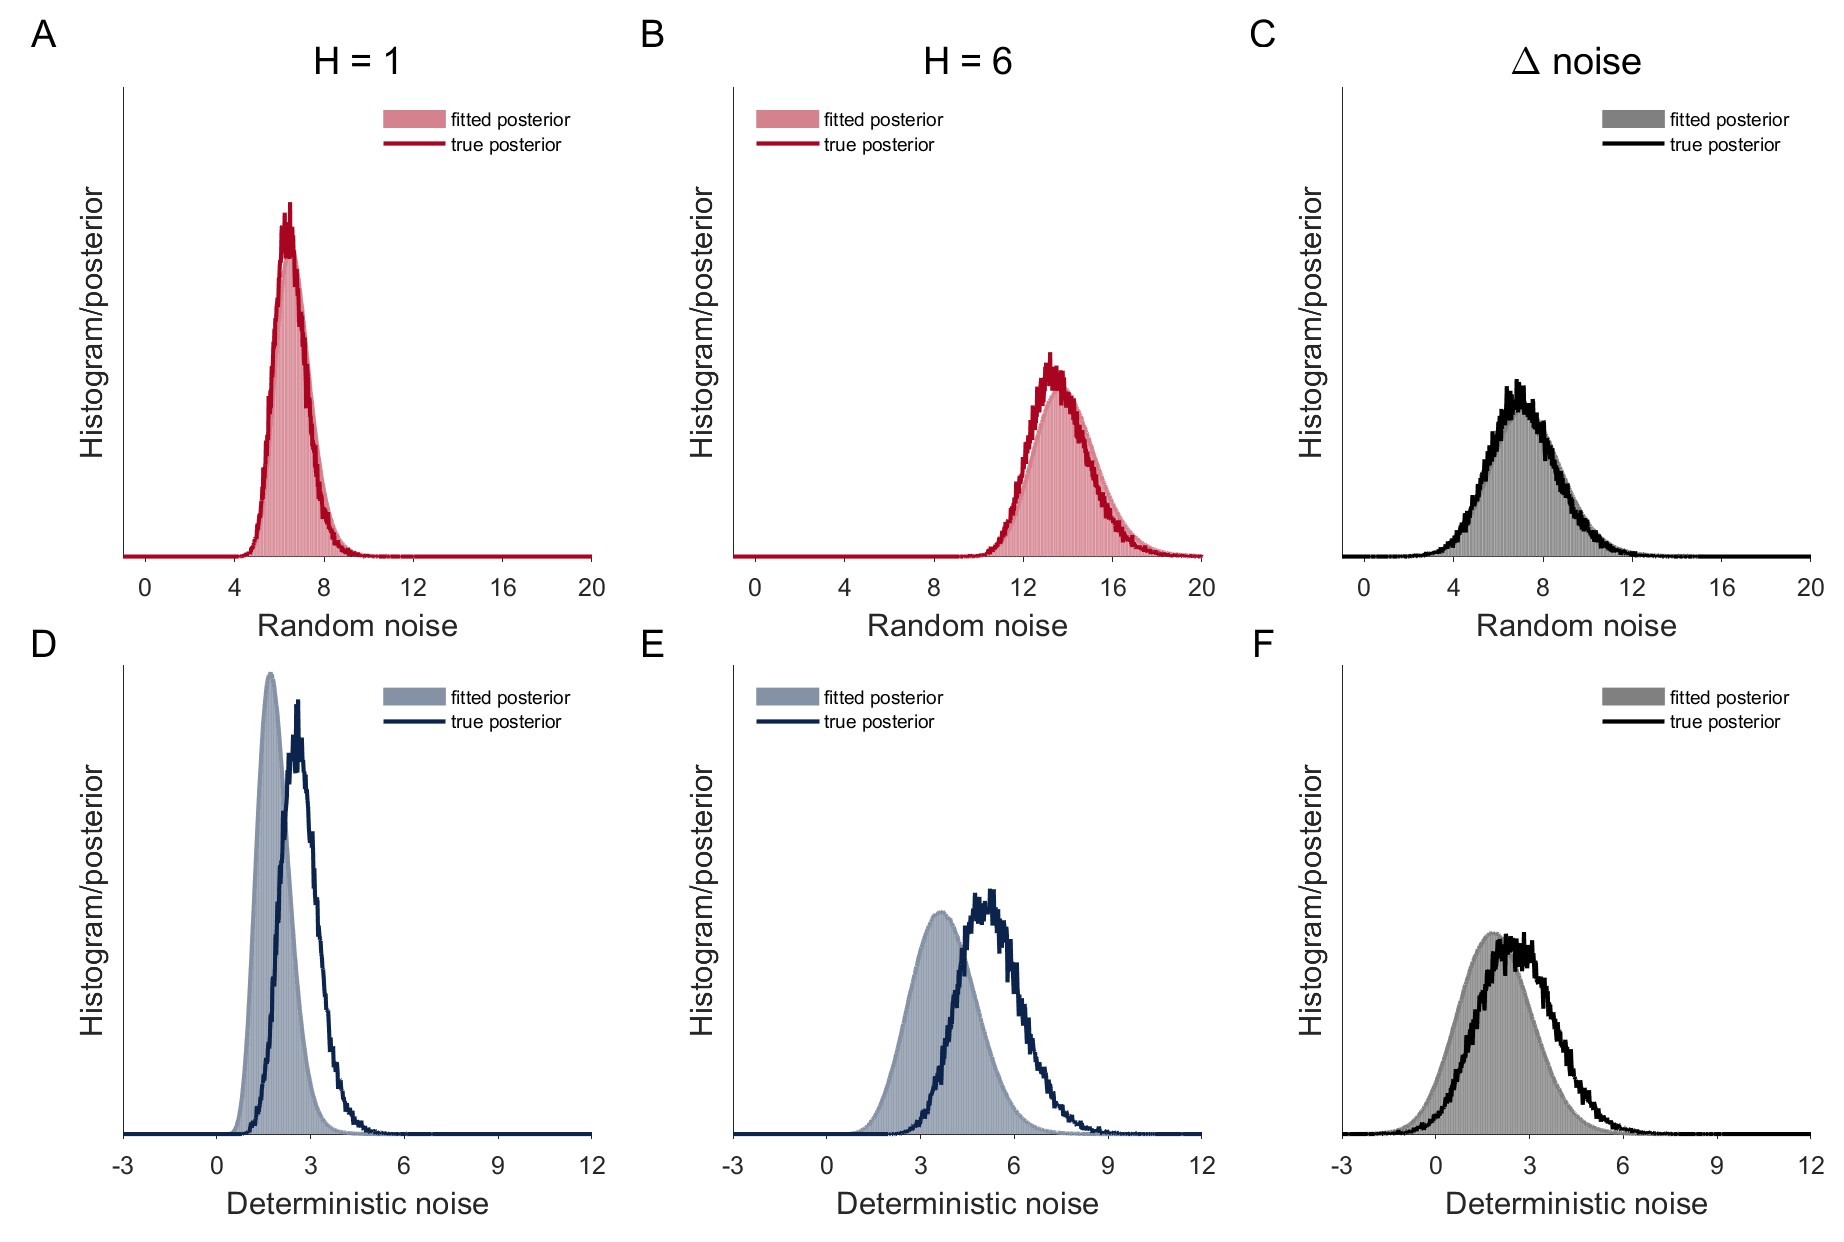 A
H = 1
fitted posterior
true posterior
Histogram/posterior
0 4 8 12 16 20
Random noise
B
H = 6
fitted posterior
true posterior
Histogram/posterior
0 4 8 12 16 20
Random noise
C
Δ noise
fitted posterior
true posterior
Histogram/posterior
0 4 8 12 16 20
Random noise
D
fitted posterior
true posterior
Histogram/posterior
-3 0 3 6 9 12
Deterministic noise
E
fitted posterior
true posterior
Histogram/posterior
-3 0 3 6 9 12
Deterministic noise
F
fitted posterior
true posterior
Histogram/posterior
-3 0 3 6 9 12
Deterministic noise